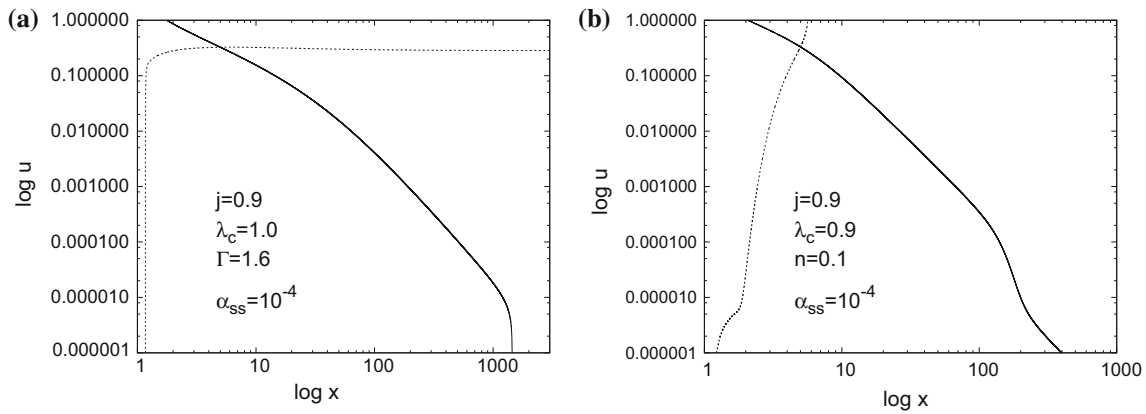 (a)
1.000000
0.100000
0.010000
0.001000
0.000100
0.000010
0.000001
log u
j=0.9
λc=1.0
Γ=1.6
αss=10-4
1 10 100 1000
log x
(b)
1.000000
0.100000
0.010000
0.001000
0.000100
0.000010
0.000001
log u
j=0.9
λc=0.9
n=0.1
αss=10-4
1 10 100 1000
log x